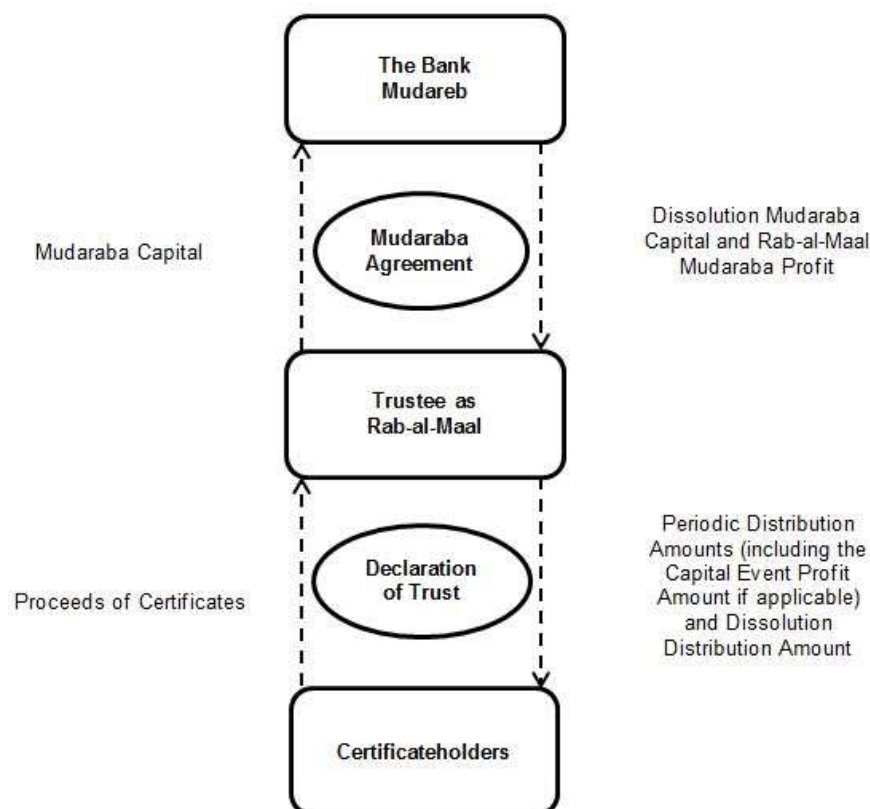 The Bank
Mudareb
Mudaraba Capital
Mudaraba
Agreement
Dissolution Mudaraba
Capital and Rab-al-Maal
Mudaraba Profit
Trustee as
Rab-al-Maal
Proceeds of Certificates
Declaration
of Trust
Periodic Distribution
Amounts (including the
Capital Event Profit
Amount if applicable)
and Dissolution
Distribution Amount
Certificateholders